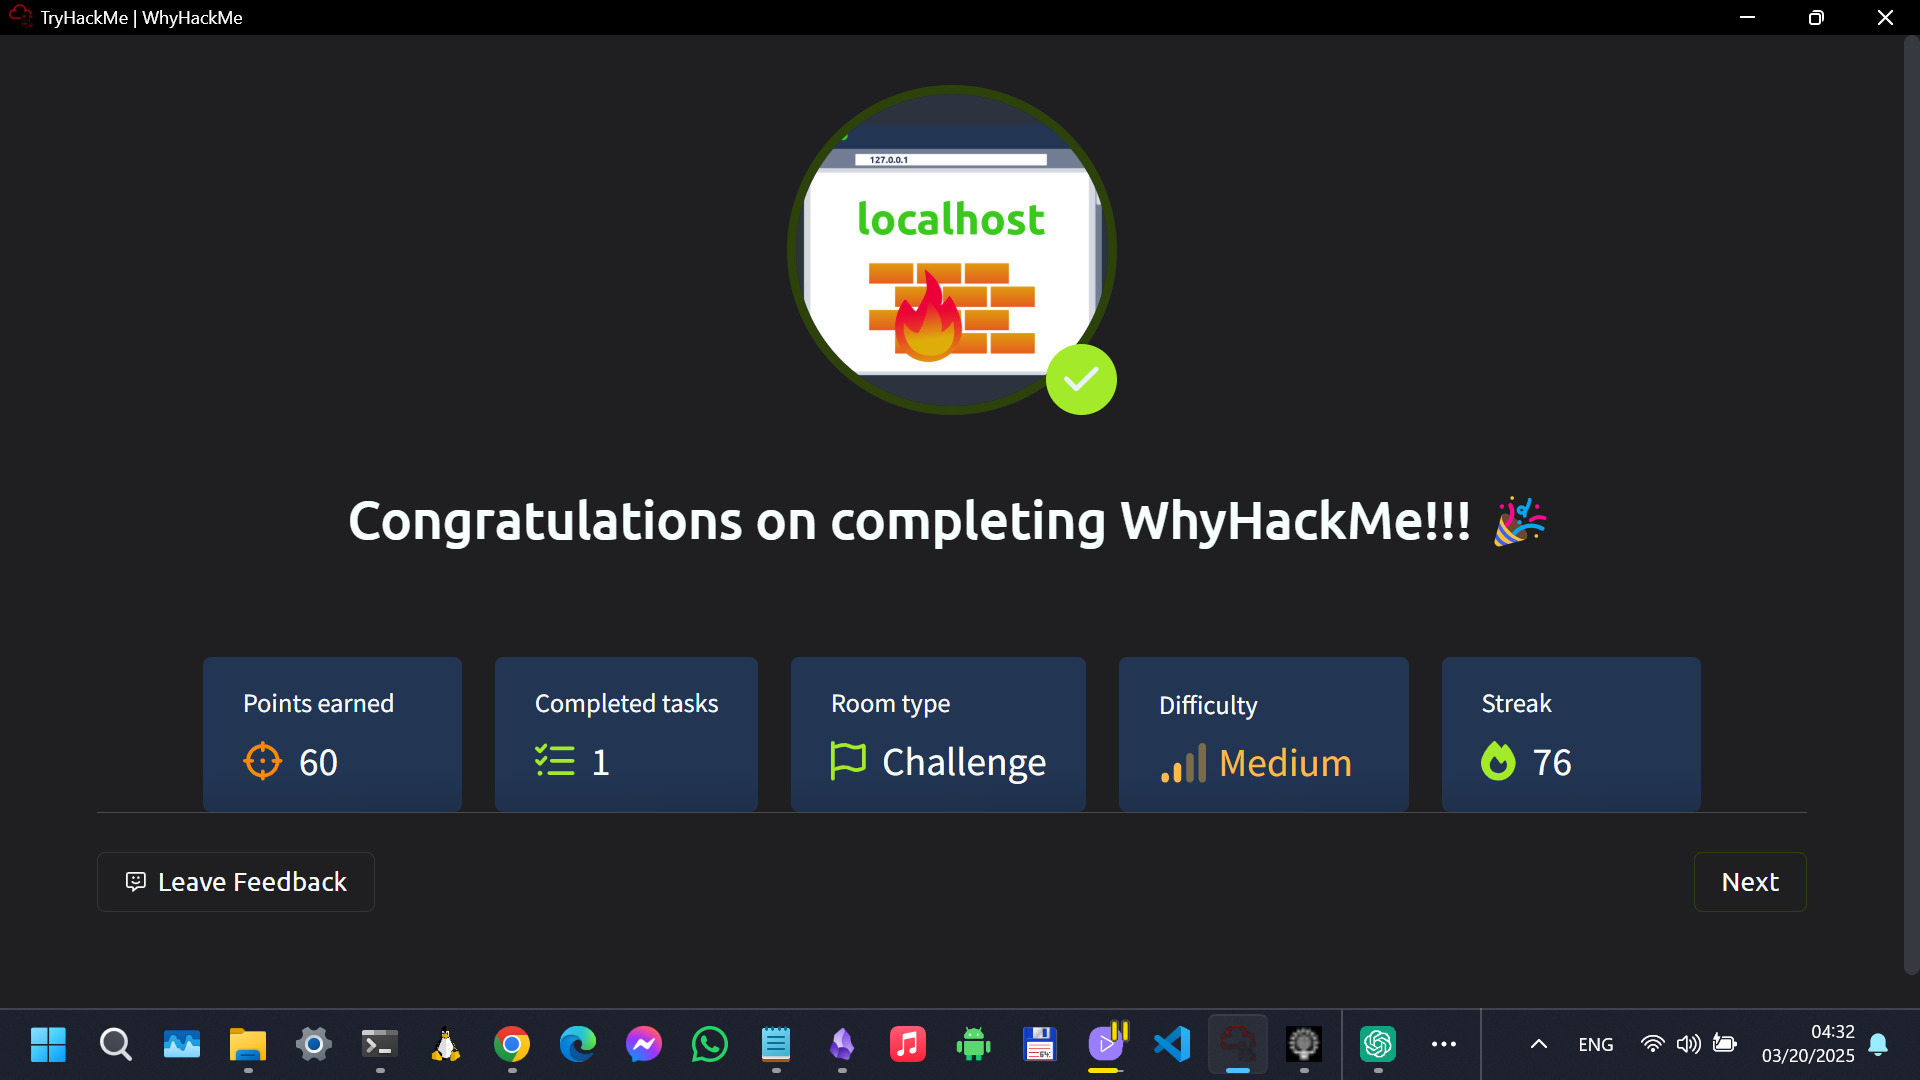 TryHackMe | WhyHackMe
127.0.0.1
localhost
Congratulations on completing WhyHackMe!!! 🎉
Points earned
60
Completed tasks
1
Room type
Challenge
Difficulty
Medium
Streak
76
Leave Feedback
Next
64
ENG
04:32
03/20/2025